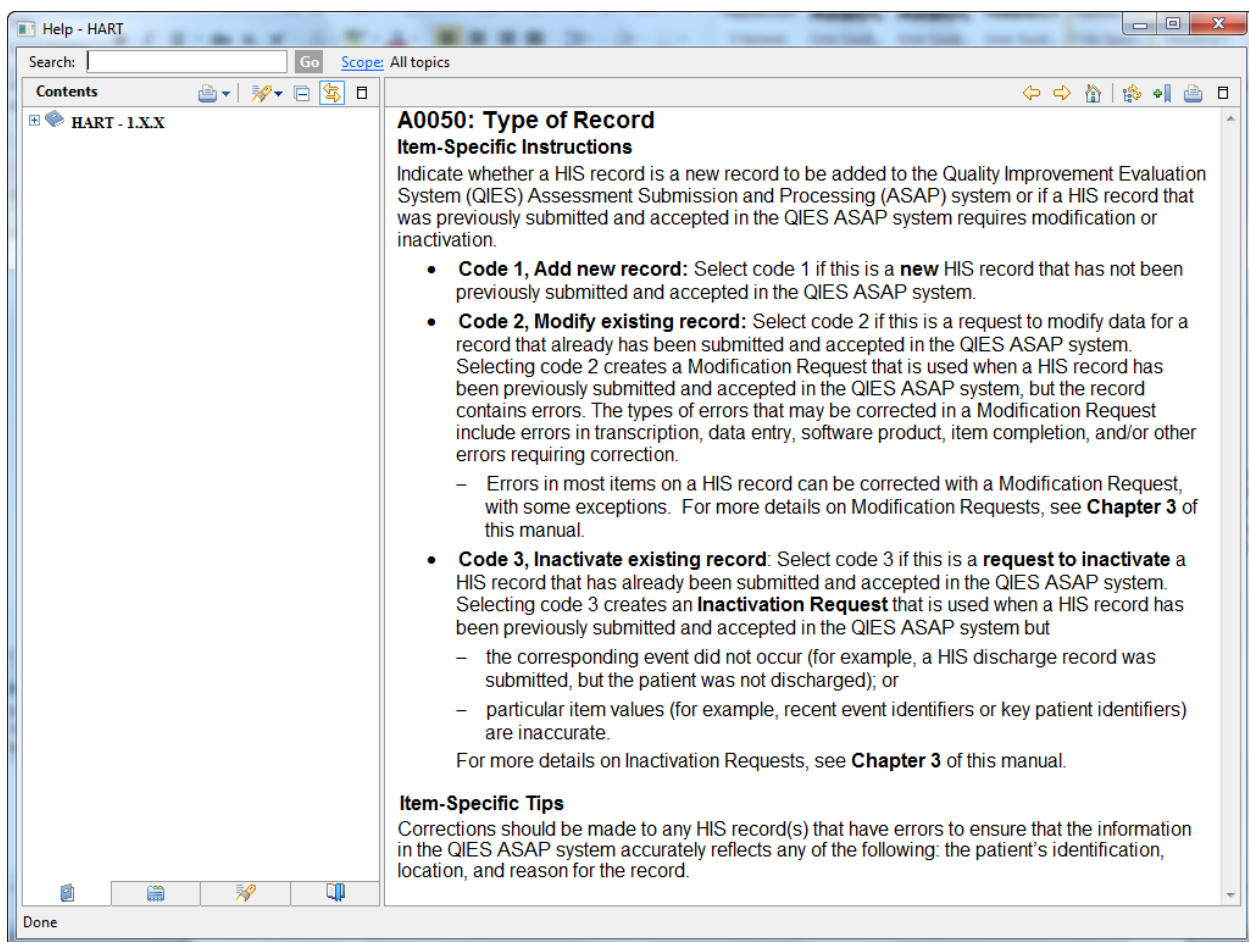 Help - HART
Search:
Go
Scope:
All topics
Contents
HART - 1.X.X
A0050: Type of Record
Item-Specific Instructions
Indicate whether a HIS record is a new record to be added to the Quality Improvement Evaluation
System (QIES) Assessment Submission and Processing (ASAP) system or if a HIS record that
was previously submitted and accepted in the QIES ASAP system requires modification or
inactivation.
• Code 1, Add new record: Select code 1 if this is a new HIS record that has not been
previously submitted and accepted in the QIES ASAP system.
• Code 2, Modify existing record: Select code 2 if this is a request to modify data for a
record that already has been submitted and accepted in the QIES ASAP system.
Selecting code 2 creates a Modification Request that is used when a HIS record has
been previously submitted and accepted in the QIES ASAP system, but the record
contains errors. The types of errors that may be corrected in a Modification Request
include errors in transcription, data entry, software product, item completion, and/or other
errors requiring correction.
– Errors in most items on a HIS record can be corrected with a Modification Request,
with some exceptions. For more details on Modification Requests, see Chapter 3 of
this manual.
• Code 3, Inactivate existing record: Select code 3 if this is a request to inactivate a
HIS record that has already been submitted and accepted in the QIES ASAP system.
Selecting code 3 creates an Inactivation Request that is used when a HIS record has
been previously submitted and accepted in the QIES ASAP system but
– the corresponding event did not occur (for example, a HIS discharge record was
submitted, but the patient was not discharged); or
– particular item values (for example, recent event identifiers or key patient identifiers)
are inaccurate.
For more details on Inactivation Requests, see Chapter 3 of this manual.
Item-Specific Tips
Corrections should be made to any HIS record(s) that have errors to ensure that the information
in the QIES ASAP system accurately reflects any of the following: the patient's identification,
location, and reason for the record.
Done